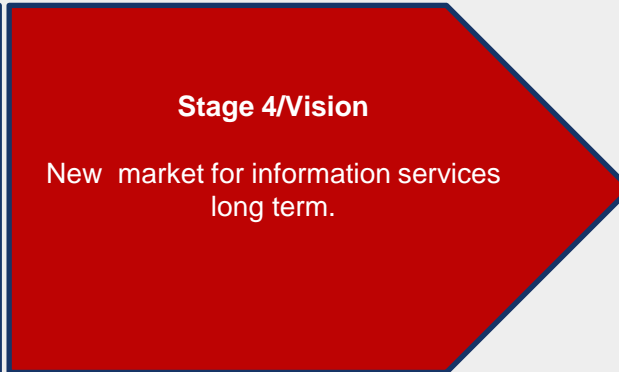 Stage 4/Vision
New  market for information services
long term.